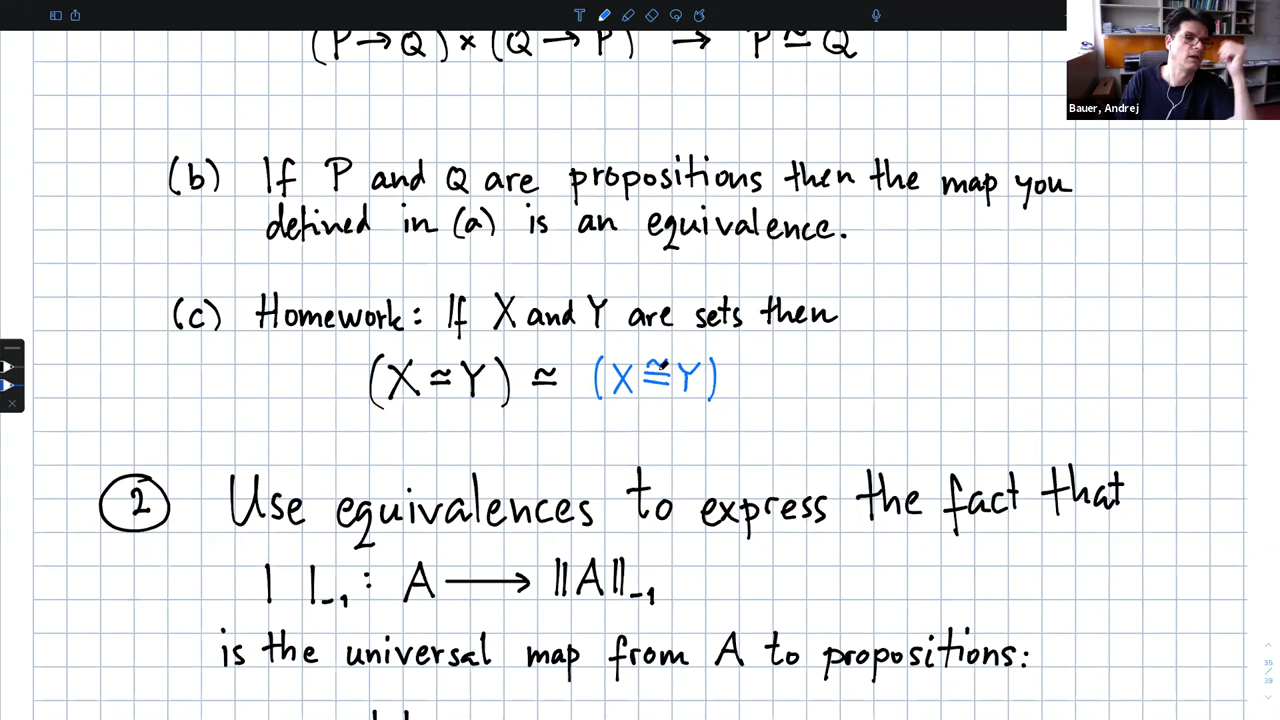 (P → Q) × (Q → P) → P ≃ Q
Bauer, Andrej
(b) If P and Q are propositions then the map you
defined in (a) is an equivalence.
(c) Homework: If X and Y are sets then
(X ≃ Y) ≃ (X ≅ Y)
2 Use equivalences to express the fact that
| |₋₁ : A ⟶ ‖A‖₋₁
is the universal map from A to propositions:
35
/
39